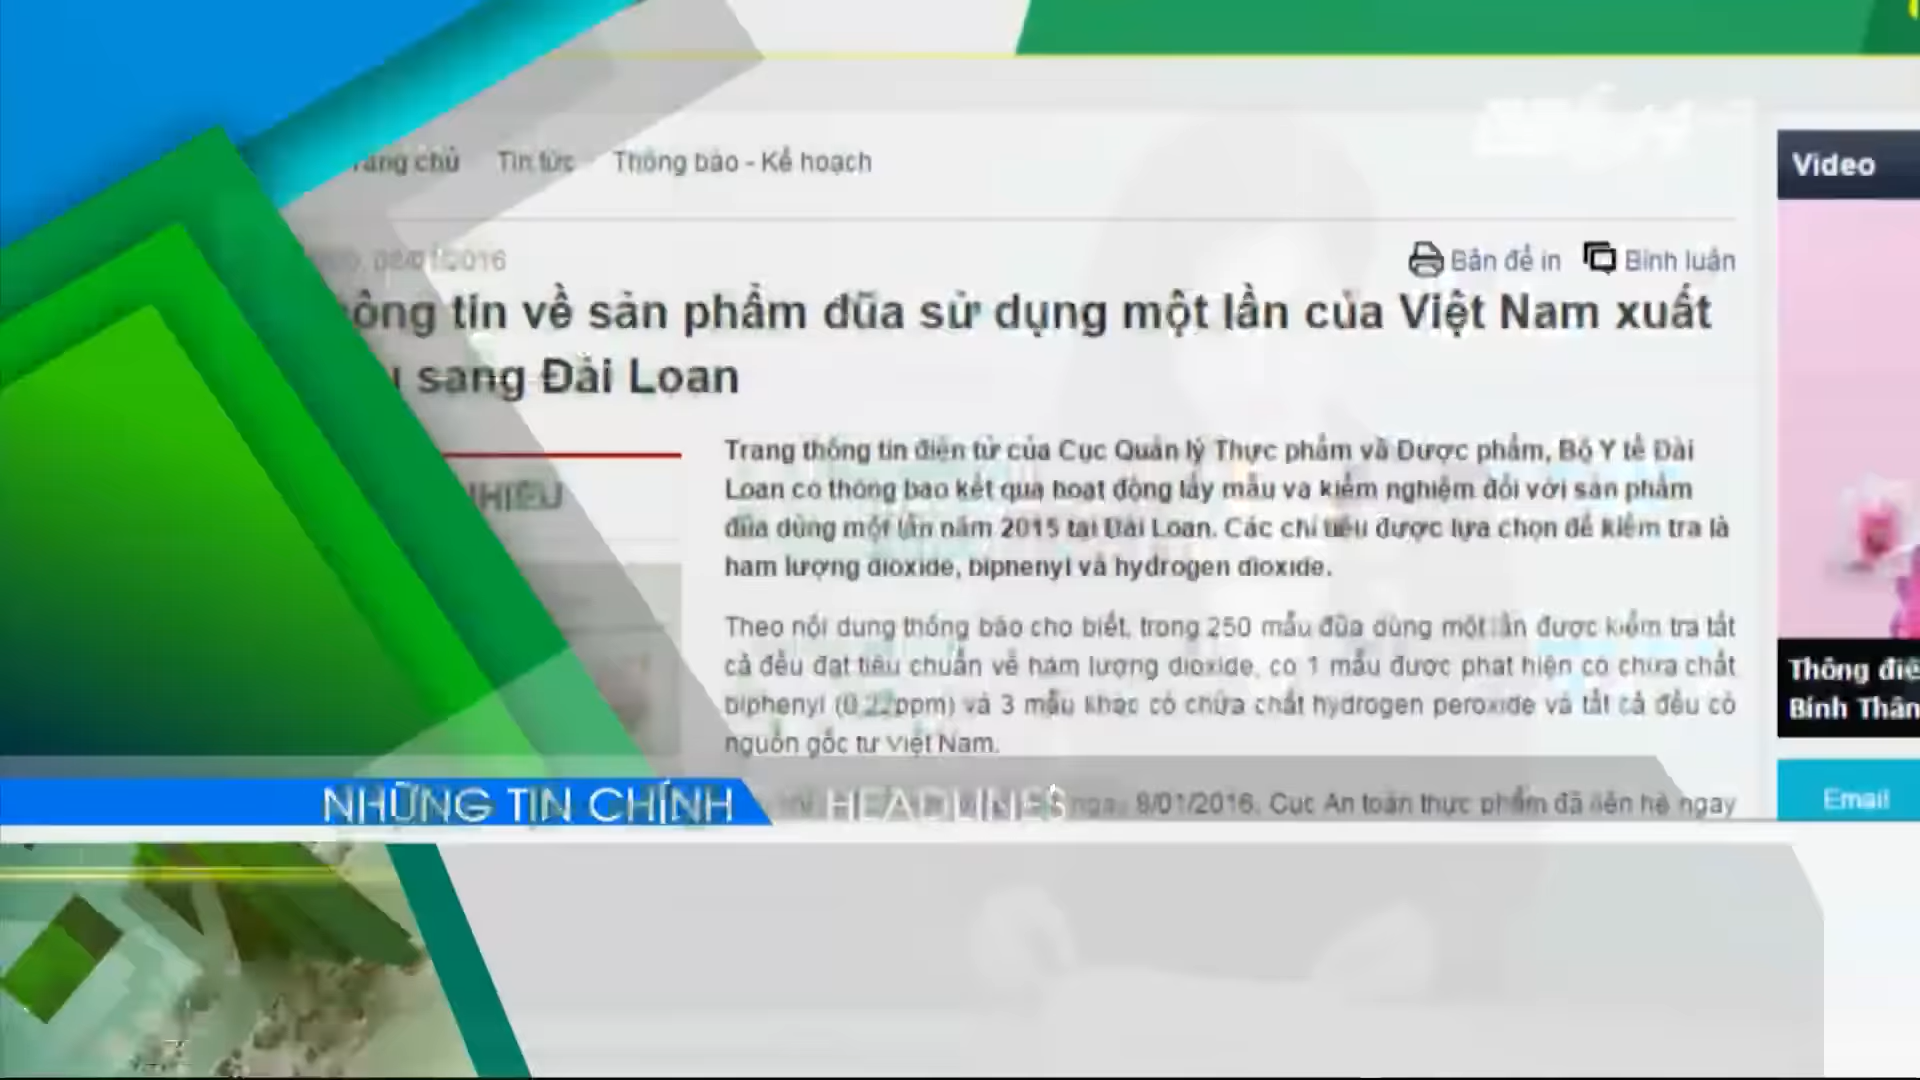 Tin tức
Thông báo - Kế hoạch
Video
2016
Bản để in
Bình luận
tin về sản phẩm đũa sử dụng một lần của Việt Nam xuất
sang Đài Loan
Trang thông tin điện tử của Cục Quản lý Thực phẩm và Dược phẩm, Bộ Y tế Đài
Loan có thông báo kết quả hoạt động lấy mẫu và kiểm nghiệm đối với sản phẩm
đũa dùng một lần năm 2015 tại Đài Loan. Các chỉ tiêu được lựa chọn để kiểm tra là
hàm lượng dioxide, biphenyl và hydrogen dioxide.
Theo nội dung thông báo cho biết, trong 250 mẫu đũa dùng một lần được kiểm tra tất
cả đều đạt tiêu chuẩn về hàm lượng dioxide, có 1 mẫu được phát hiện có chứa chất
biphenyl (0,22ppm) và 3 mẫu khác có chứa chất hydrogen peroxide và tất cả đều có
nguồn gốc từ Việt Nam.
Thông
Bính
ngày 8/01/2016, Cục An toàn thực phẩm đã liên hệ ngay
Email
NHỮNG TIN CHÍNH
HEADLINES